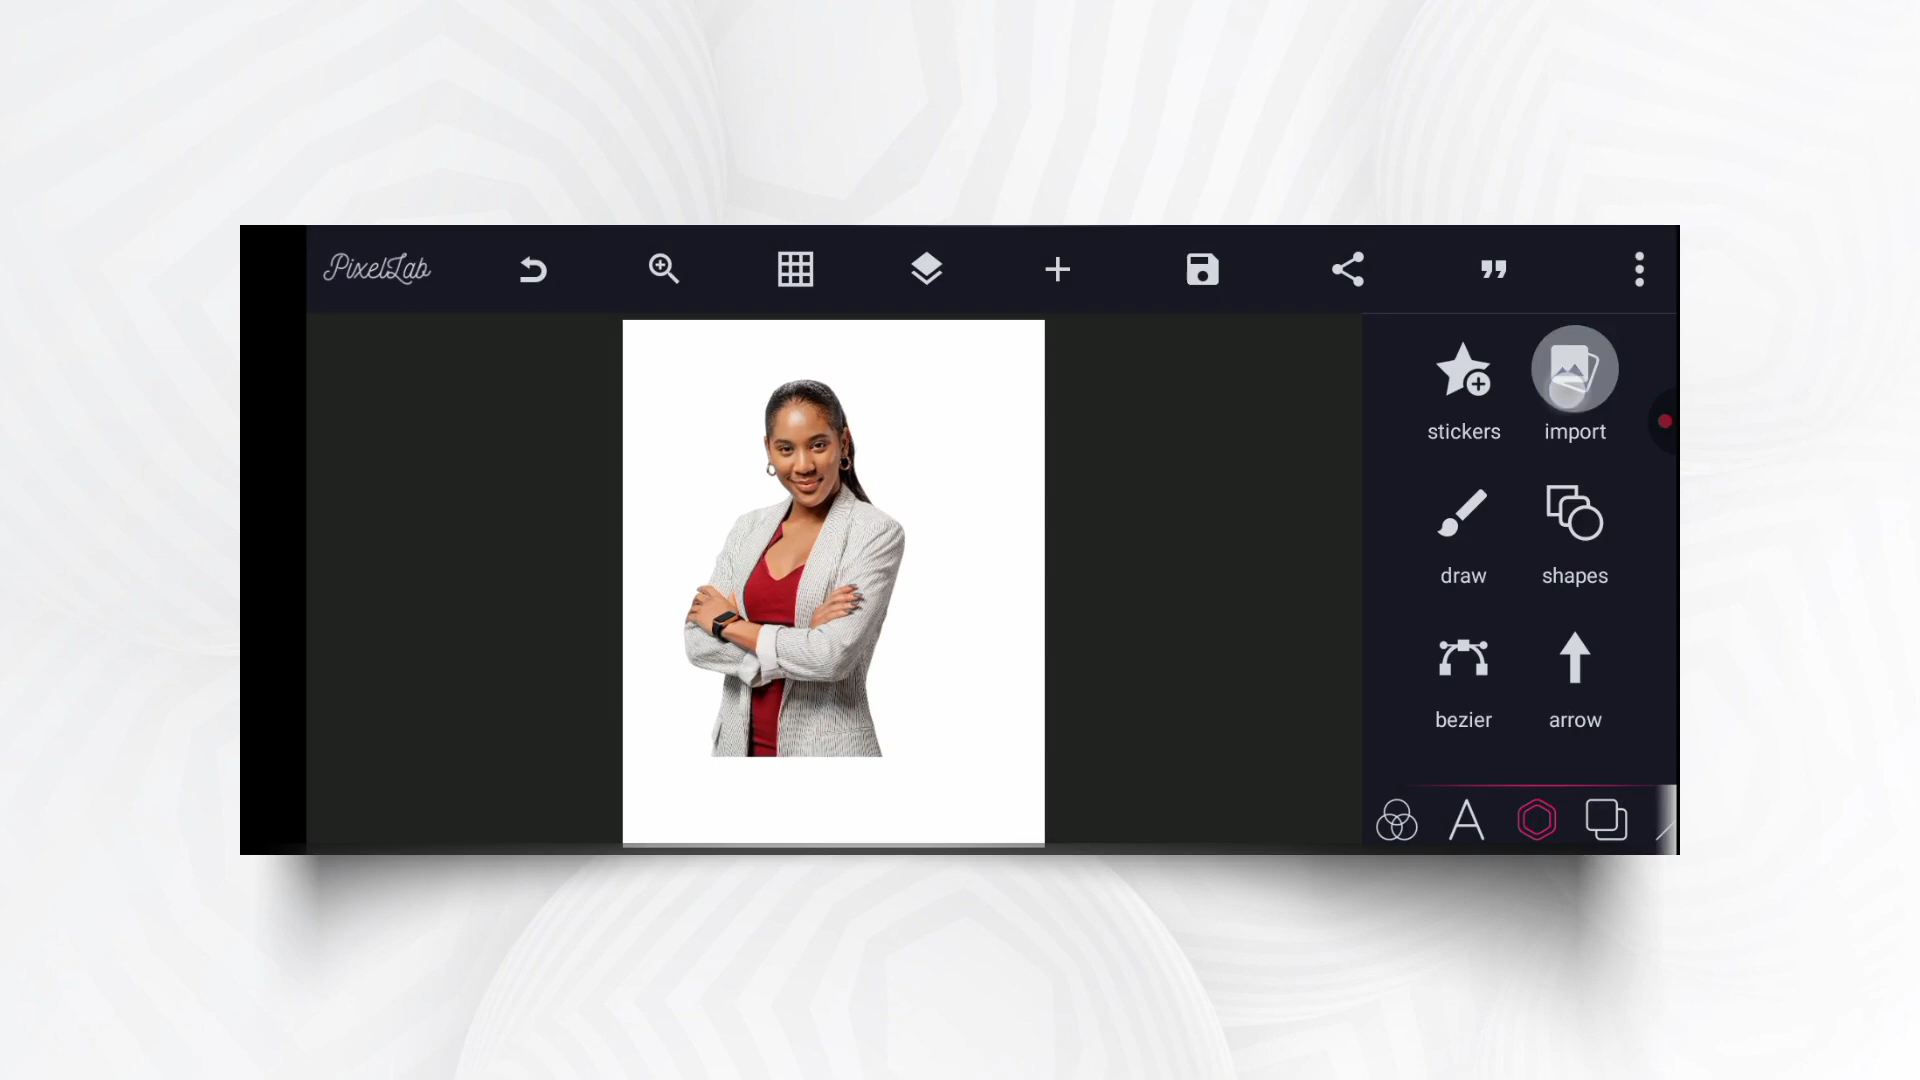 PixelLab
stickers
import
draw
shapes
bezier
arrow